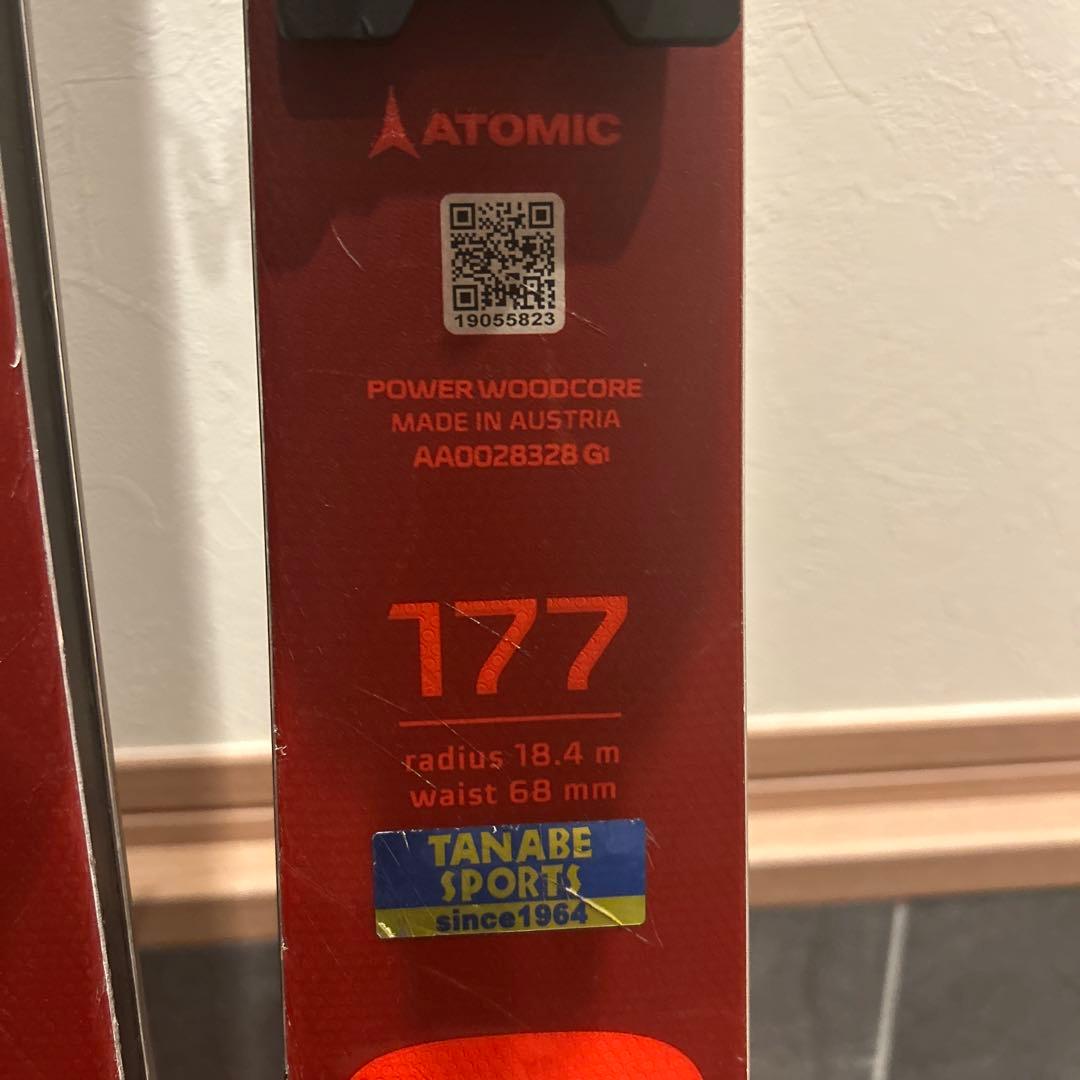 ATOMIC
19055823
POWER WOODCORE
MADE IN AUSTRIA
AA0028328 G1
177
radius 18.4 m
waist 68 mm
TANABE
SPORTS
since1964